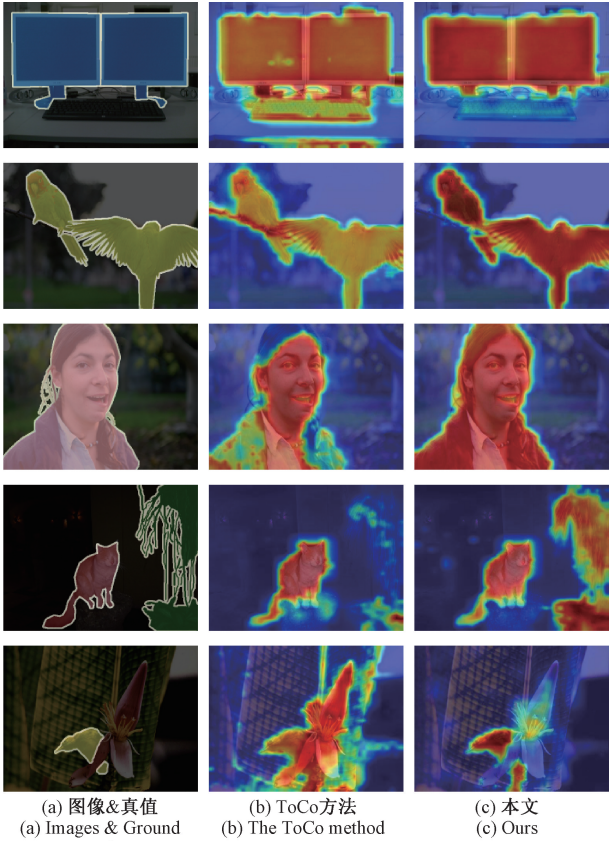 (a) 图像&真值
(b) ToCo方法
(c) 本文
(a) Images & Ground
(b) The ToCo method
(c) Ours